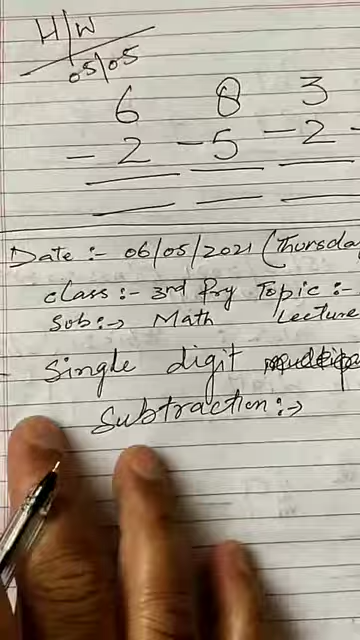 H/W
05/05
6 8 3
- 2 - 5 - 2 -
Date :- 06/05/2021 (Thursda
Class :- 3rd Pry Topic :-
Sub :-> Math Lecture
Single digit
Subtraction :->